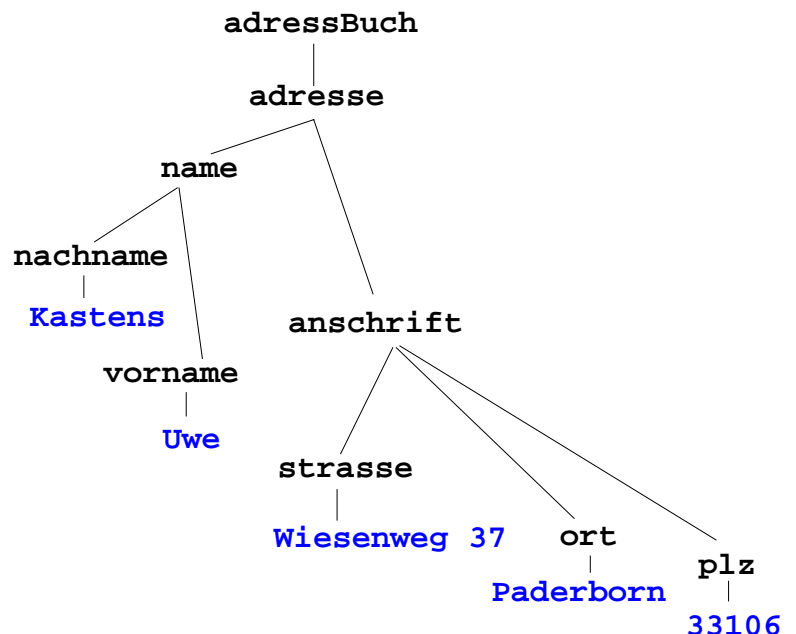 adressBuch
adresse
name
nachname
Kastens
anschrift
vorname
Uwe
strasse
Wiesenweg 37
ort
Paderborn
plz
33106